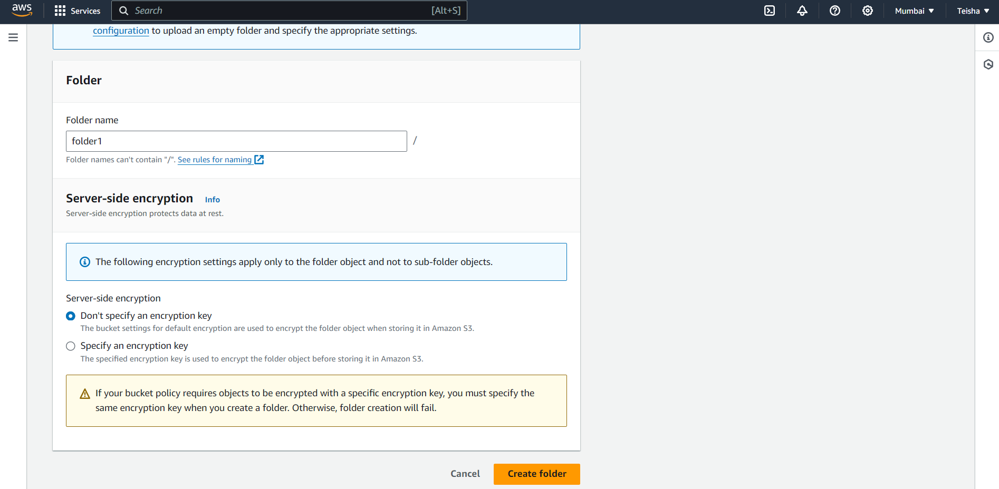 aws Services Search [Alt+S] Mumbai Teisha
configuration to upload an empty folder and specify the appropriate settings.
Folder
Folder name
folder1 /
Folder names can't contain "/". See rules for naming
Server-side encryption Info
Server-side encryption protects data at rest.
The following encryption settings apply only to the folder object and not to sub-folder objects.
Server-side encryption
Don't specify an encryption key
The bucket settings for default encryption are used to encrypt the folder object when storing it in Amazon S3.
Specify an encryption key
The specified encryption key is used to encrypt the folder object before storing it in Amazon S3.
If your bucket policy requires objects to be encrypted with a specific encryption key, you must specify the
same encryption key when you create a folder. Otherwise, folder creation will fail.
Cancel Create folder